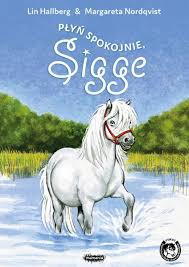 Lin Hallberg & Margareta Nordqvist
PŁYŃ SPOKOJNIE,
Sigge